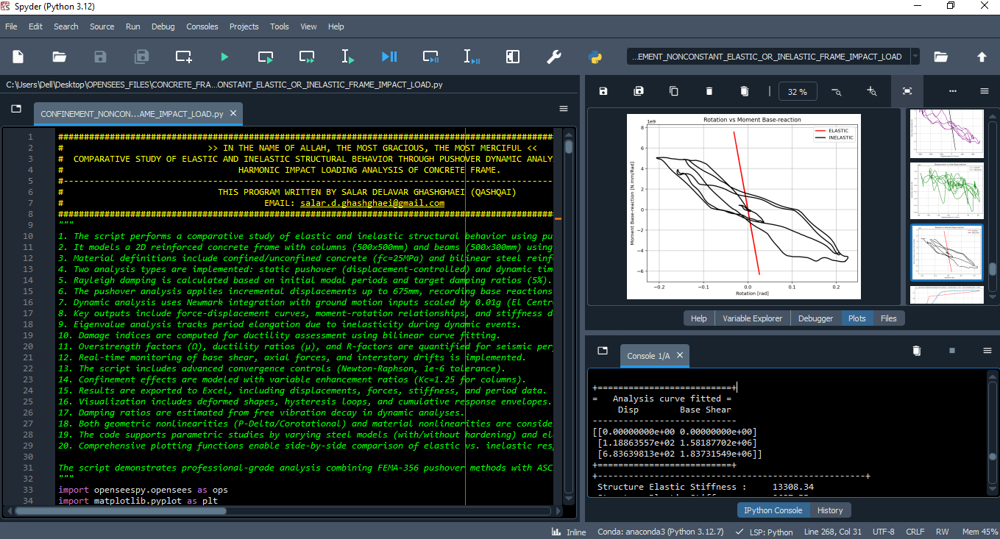 Spyder (Python 3.12)
File Edit Search Source Run Debug Consoles Projects Tools View Help
...EMENT_NONCONSTANT_ELASTIC_OR_INELASTIC_FRAME_IMPACT_LOAD
C:\Users\Dell\Desktop\OPENSEES_FILES\CONCRETE_FRA...ONSTANT_ELASTIC_OR_INELASTIC_FRAME_IMPACT_LOAD.py
CONFINEMENT_NONCON...AME_IMPACT_LOAD.py
1 ################################################################################################
2 # >> IN THE NAME OF ALLAH, THE MOST GRACIOUS, THE MOST MERCIFUL <<
3 # COMPARATIVE STUDY OF ELASTIC AND INELASTIC STRUCTURAL BEHAVIOR THROUGH PUSHOVER DYNAMIC ANALY
4 # HARMONIC IMPACT LOADING ANALYSIS OF CONCRETE FRAME.
5 #-----------------------------------------------------------------------------------------------
6 # THIS PROGRAM WRITTEN BY SALAR DELAVAR GHASHGHAEI (QASHQAI)
7 # EMAIL: salar.d.ghashghaei@gmail.com
8 ################################################################################################
9 """
10 1. The script performs a comparative study of elastic and inelastic structural behavior using pu
11 2. It models a 2D reinforced concrete frame with columns (500x500mm) and beams (500x300mm) using
12 3. Material definitions include confined/unconfined concrete (fc=25MPa) and bilinear steel reinf
13 4. Two analysis types are implemented: static pushover (displacement-controlled) and dynamic tim
14 5. Rayleigh damping is calculated based on initial modal periods and target damping ratios (5%).
15 6. The pushover analysis applies incremental displacements up to 675mm, recording base reactions
16 7. Dynamic analysis uses Newmark integration with ground motion inputs scaled by 0.01g (El Centr
17 8. Key outputs include force-displacement curves, moment-rotation relationships, and stiffness d
18 9. Eigenvalue analysis tracks period elongation due to inelasticity during dynamic events.
19 10. Damage indices are computed for ductility assessment using bilinear curve fitting.
20 11. Overstrength factors (Ω), ductility ratios (μ), and R-factors are quantified for seismic per
21 12. Real-time monitoring of base shear, axial forces, and interstory drifts is implemented.
22 13. The script includes advanced convergence controls (Newton-Raphson, 1e-6 tolerance).
23 14. Confinement effects are modeled with variable enhancement ratios (Kc=1.25 for columns).
24 15. Results are exported to Excel, including displacements, forces, stiffness, and period data.
25 16. Visualization includes deformed shapes, hysteresis loops, and cumulative response envelopes.
26 17. Damping ratios are estimated from free vibration decay in dynamic analyses.
27 18. Both geometric nonlinearities (P-Delta/Corotational) and material nonlinearities are conside
28 19. The code supports parametric studies by varying steel models (with/without hardening) and el
29 20. Comprehensive plotting functions enable side-by-side comparison of elastic vs. inelastic res
30
31 The script demonstrates professional-grade analysis combining FEMA-356 pushover methods with ASC
32 """
33 import openseespy.opensees as ops
34 import matplotlib.pyplot as plt
32 %
Rotation vs Moment Base-reaction
1e9
ELASTIC
INELASTIC
Moment Base-reaction [N.mm/Rad]
8
6
4
2
0
−2
−4
−6
−0.2 −0.1 0.0 0.1 0.2
Rotation [rad]
Help Variable Explorer Debugger Plots Files
Console 1/A
+==========================+
= Analysis curve fitted =
Disp Base Shear
----------------------------
[[0.00000000e+00 0.00000000e+00]
[1.18863557e+02 1.58187702e+06]
[6.83639813e+02 1.83731549e+06]]
+==========================+
+----------------------------------------------------+
Structure Elastic Stiffness : 13308.34
IPython Console History
Inline Conda: anaconda3 (Python 3.12.7) LSP: Python Line 268, Col 31 UTF-8 CRLF RW Mem 45%